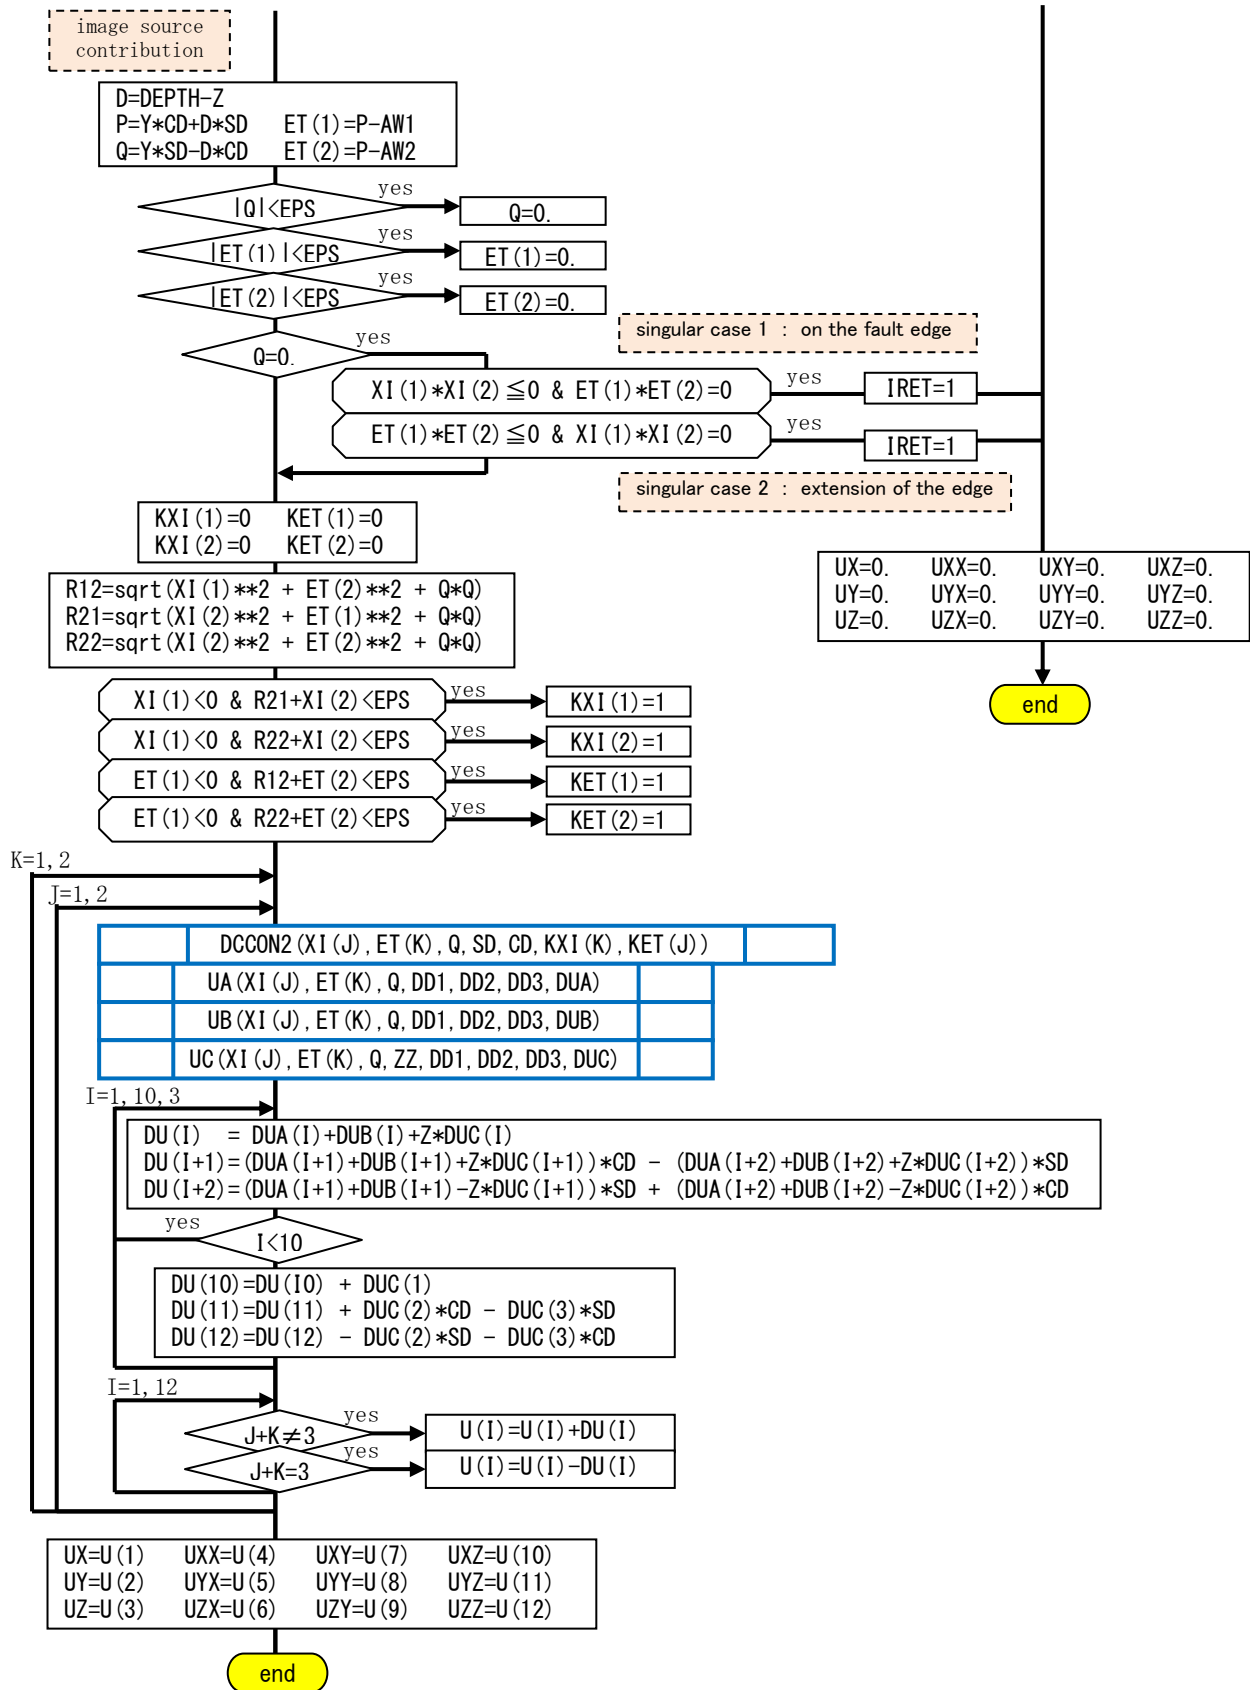 image source
contribution
D=DEPTH-Z
P=Y*CD+D*SD ET(1)=P-AW1
Q=Y*SD-D*CD ET(2)=P-AW2
|Q|<EPS
yes
Q=0.
|ET(1)|<EPS
yes
ET(1)=0.
|ET(2)|<EPS
yes
ET(2)=0.
Q=0.
yes
singular case 1 : on the fault edge
XI(1)*XI(2)≦0 & ET(1)*ET(2)=0
yes
IRET=1
ET(1)*ET(2)≦0 & XI(1)*XI(2)=0
yes
IRET=1
singular case 2 : extension of the edge
KXI(1)=0 KET(1)=0
KXI(2)=0 KET(2)=0
R12=sqrt(XI(1)**2 + ET(2)**2 + Q*Q)
R21=sqrt(XI(2)**2 + ET(1)**2 + Q*Q)
R22=sqrt(XI(2)**2 + ET(2)**2 + Q*Q)
UX=0. UXX=0. UXY=0. UXZ=0.
UY=0. UYX=0. UYY=0. UYZ=0.
UZ=0. UZX=0. UZY=0. UZZ=0.
end
XI(1)<0 & R21+XI(2)<EPS
yes
KXI(1)=1
XI(1)<0 & R22+XI(2)<EPS
yes
KXI(2)=1
ET(1)<0 & R12+ET(2)<EPS
yes
KET(1)=1
ET(1)<0 & R22+ET(2)<EPS
yes
KET(2)=1
K=1,2
J=1,2
DCCON2(XI(J),ET(K),Q,SD,CD,KXI(K),KET(J))
UA(XI(J),ET(K),Q,DD1,DD2,DD3,DUA)
UB(XI(J),ET(K),Q,DD1,DD2,DD3,DUB)
UC(XI(J),ET(K),Q,ZZ,DD1,DD2,DD3,DUC)
I=1,10,3
DU(I) = DUA(I)+DUB(I)+Z*DUC(I)
DU(I+1)=(DUA(I+1)+DUB(I+1)+Z*DUC(I+1))*CD - (DUA(I+2)+DUB(I+2)+Z*DUC(I+2))*SD
DU(I+2)=(DUA(I+1)+DUB(I+1)-Z*DUC(I+1))*SD + (DUA(I+2)+DUB(I+2)-Z*DUC(I+2))*CD
yes
I<10
DU(10)=DU(I0) + DUC(1)
DU(11)=DU(11) + DUC(2)*CD - DUC(3)*SD
DU(12)=DU(12) - DUC(2)*SD - DUC(3)*CD
I=1,12
J+K≠3
yes
U(I)=U(I)+DU(I)
J+K=3
yes
U(I)=U(I)-DU(I)
UX=U(1) UXX=U(4) UXY=U(7) UXZ=U(10)
UY=U(2) UYX=U(5) UYY=U(8) UYZ=U(11)
UZ=U(3) UZX=U(6) UZY=U(9) UZZ=U(12)
end